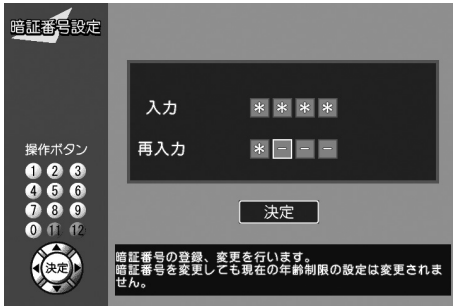 暗証番号設定
入力 ＊ ＊ ＊ ＊
再入力 ＊ － － －
操作ボタン
1 2 3
4 5 6
7 8 9
0 11 12
決定
決定
暗証番号の登録、変更を行います。
暗証番号を変更しても現在の年齢制限の設定は変更されま
せん。